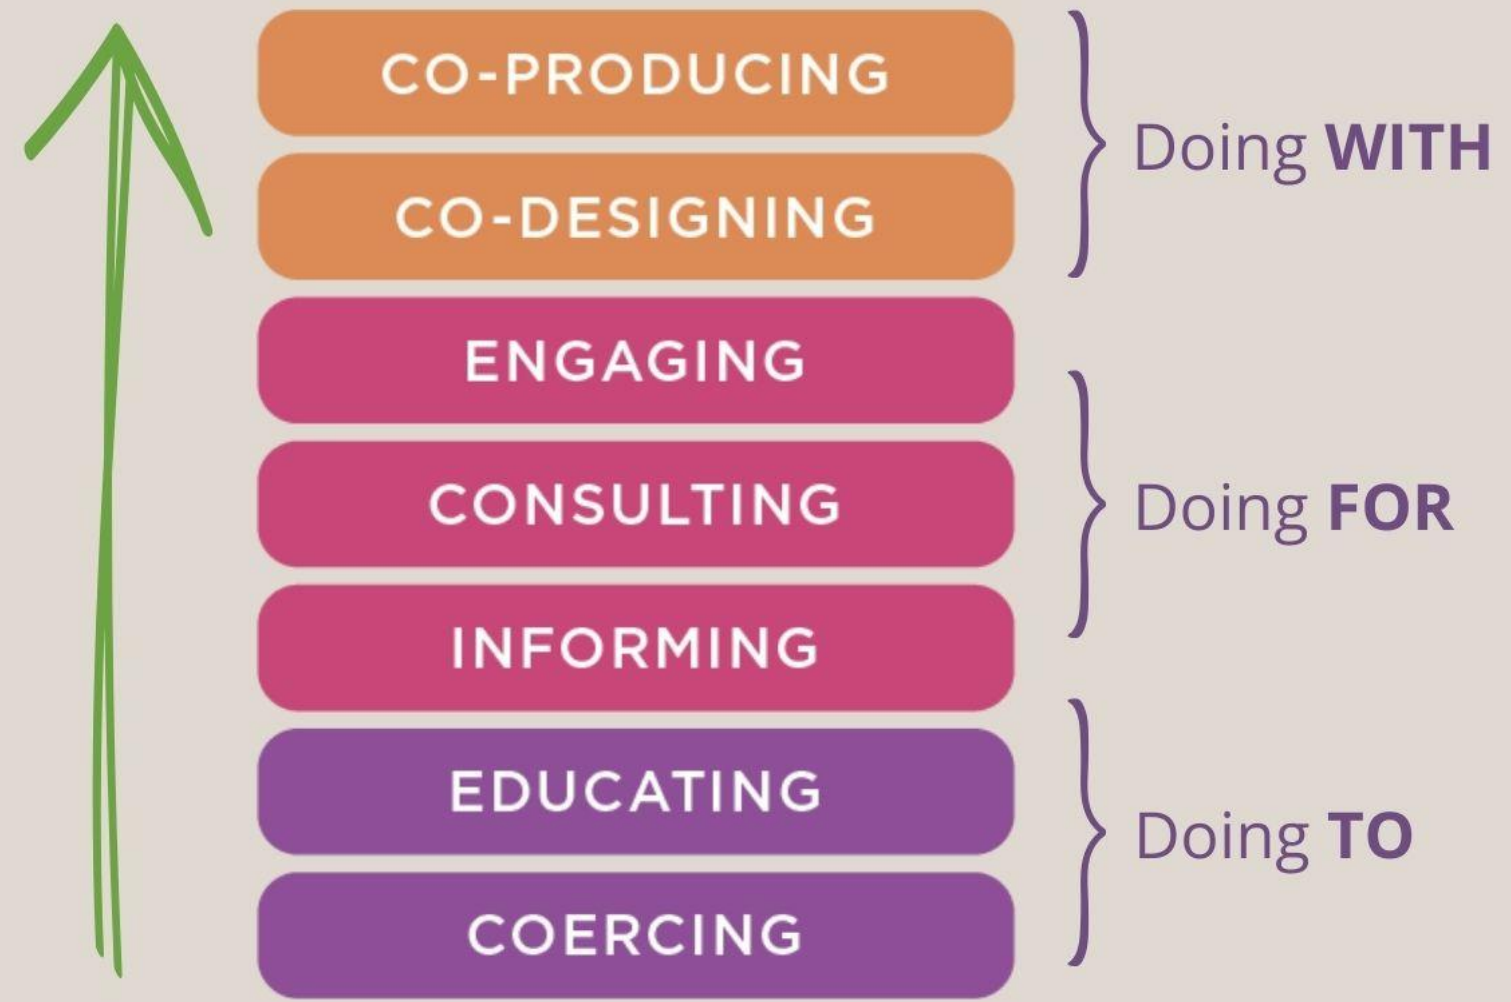 CO-PRODUCING
CO-DESIGNING
Doing WITH
ENGAGING
CONSULTING
INFORMING
Doing FOR
EDUCATING
COERCING
Doing TO